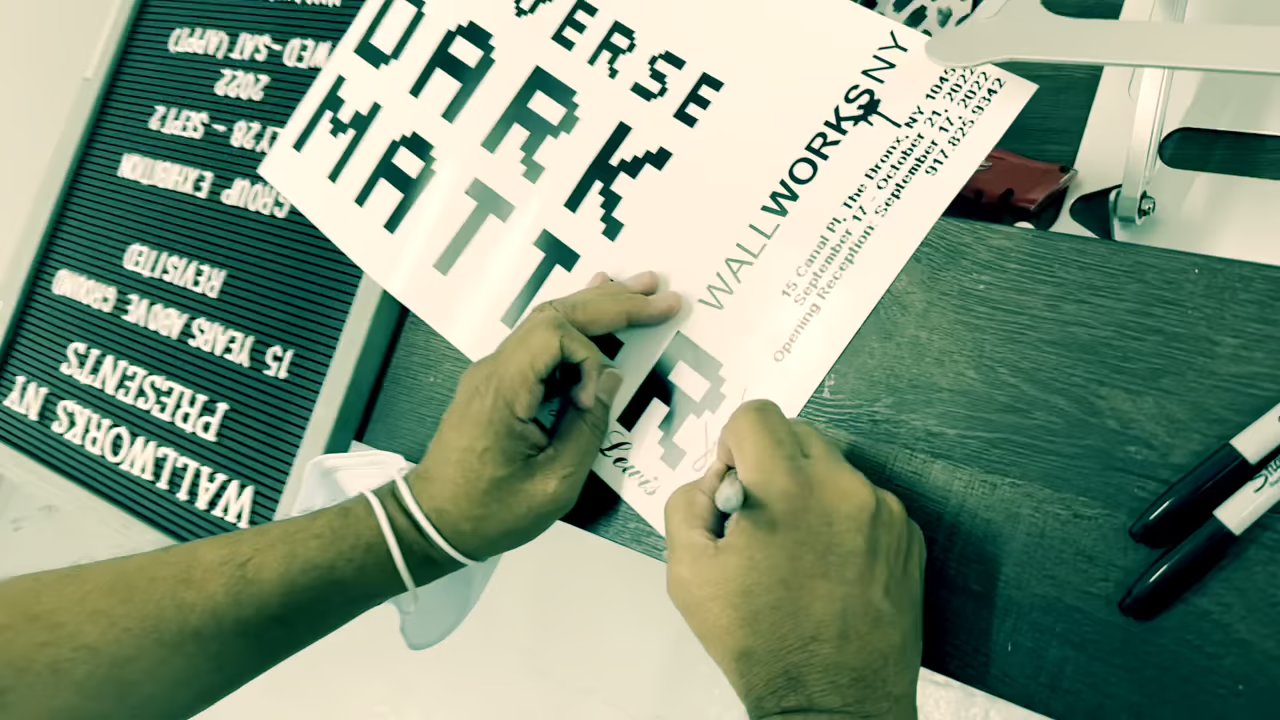 VERSE
DARK
MATTER
Lewis
WALLWORKSNY
15 Canal Pl, The Bronx, NY 1045
September 17 - October 21, 2022
Opening Reception: September 17, 2022
917.825.9342
WALLWORKS NY
PRESENTS
15 YEARS ABOVE GROUND
REVISITED
GROUP EXHIBITION
Y 28 - SEPT 2
2022
WED-SAT (APPT)